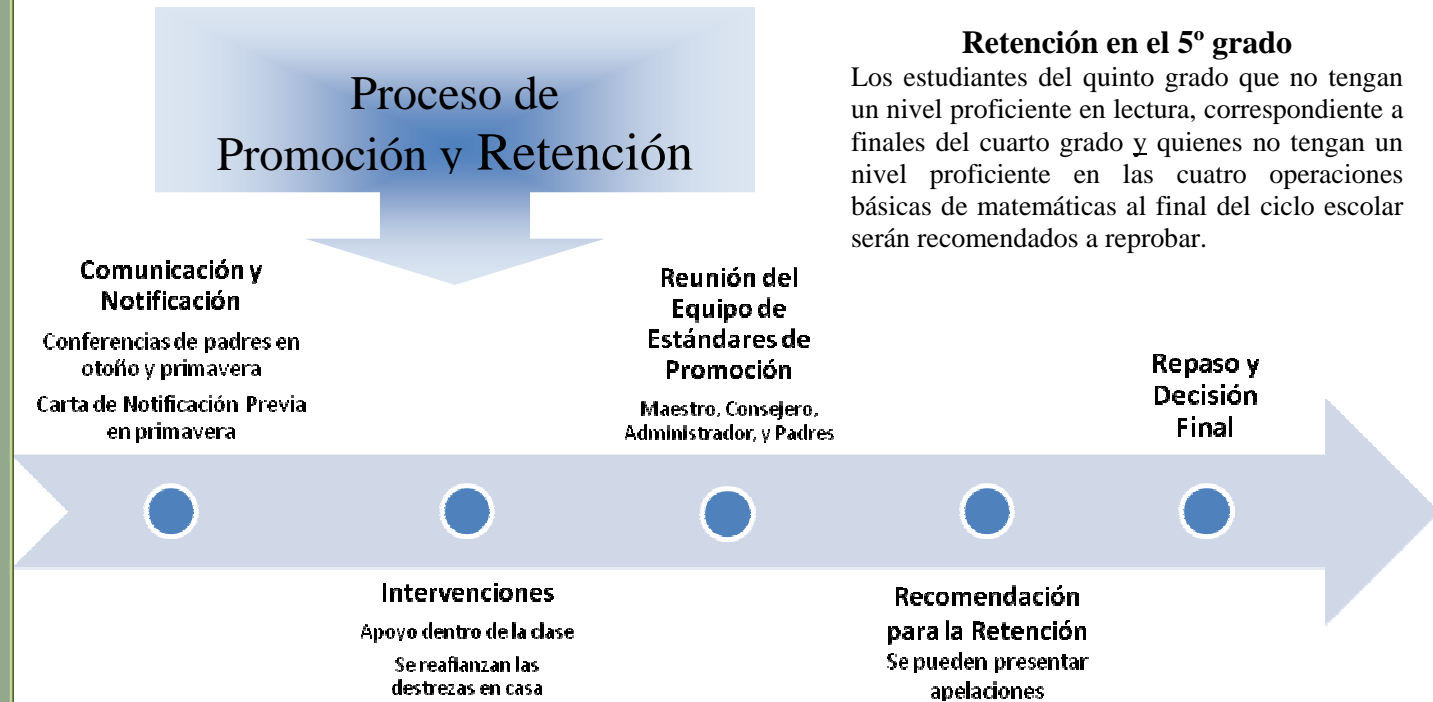 Proceso de
Promoción y Retención
Retención en el 5º grado
Los estudiantes del quinto grado que no tengan
un nivel proficiente en lectura, correspondiente a
finales del cuarto grado y quienes no tengan un
nivel proficiente en las cuatro operaciones
básicas de matemáticas al final del ciclo escolar
serán recomendados a reprobar.
Comunicación y
Notificación
Conferencias de padres en
otoño y primavera
Carta de Notificación Previa
en primavera
Intervenciones
Apoyo dentro de la clase
Se reafianzan las
destrezas en casa
Reunión del
Equipo de
Estándares de
Promoción
Maestro, Consejero,
Administrador, y Padres
Recomendación
para la Retención
Se pueden presentar
apelaciones
Repaso y
Decisión
Final